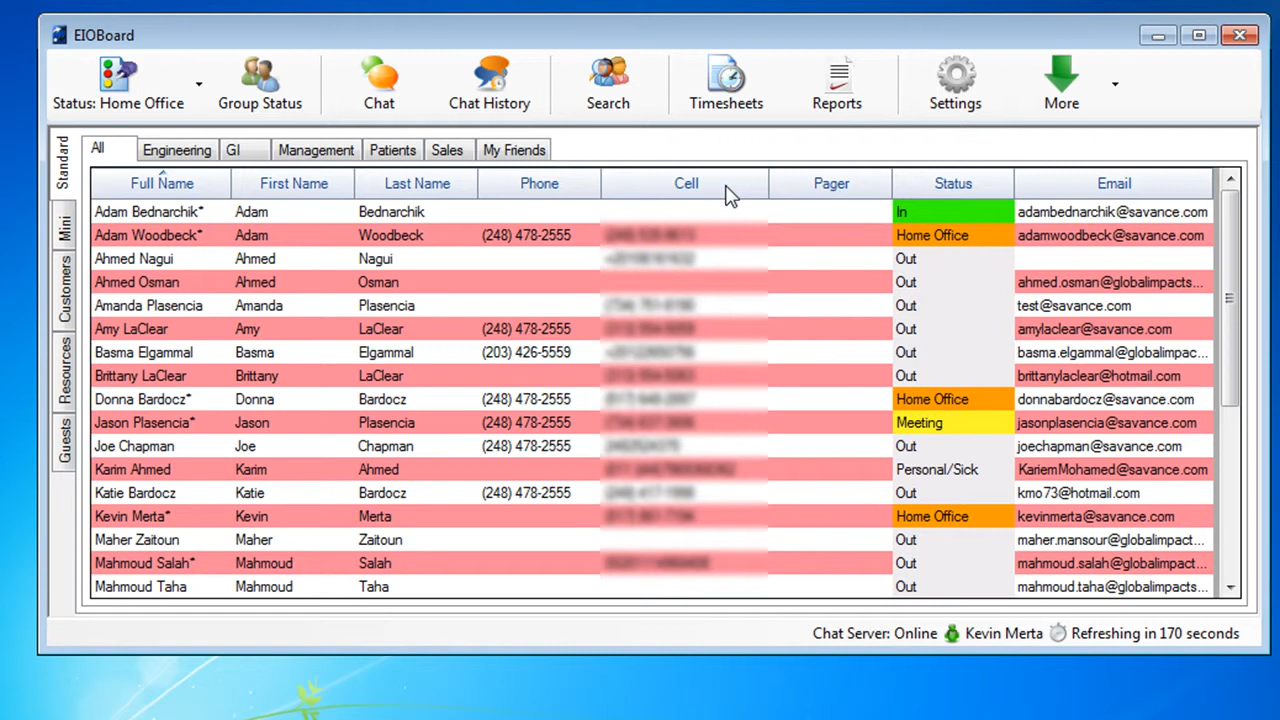 EIOBoard
Status: Home Office Group Status Chat Chat History Search Timesheets Reports Settings More
All Engineering GI Management Patients Sales My Friends
Standard
Mini
Customers
Resources
Guests
Full Name First Name Last Name Phone Cell Pager Status Email
Adam Bednarchik* Adam Bednarchik In adambednarchik@savance.com
Adam Woodbeck* Adam Woodbeck (248) 478-2555 Home Office adamwoodbeck@savance.com
Ahmed Nagui Ahmed Nagui Out
Ahmed Osman Ahmed Osman Out ahmed.osman@globalimpacts...
Amanda Plasencia Amanda Plasencia Out test@savance.com
Amy LaClear Amy LaClear (248) 478-2555 Out amylaclear@savance.com
Basma Elgammal Basma Elgammal (203) 426-5559 Out basma.elgammal@globalimpac...
Brittany LaClear Brittany LaClear Out brittanylaclear@hotmail.com
Donna Bardocz* Donna Bardocz (248) 478-2555 Home Office donnabardocz@savance.com
Jason Plasencia* Jason Plasencia (248) 478-2555 Meeting jasonplasencia@savance.com
Joe Chapman Joe Chapman (248) 478-2555 Out joechapman@savance.com
Karim Ahmed Karim Ahmed Personal/Sick KariemMohamed@savance.com
Katie Bardocz Katie Bardocz (248) 478-2555 Out kmo73@hotmail.com
Kevin Merta* Kevin Merta Home Office kevinmerta@savance.com
Maher Zaitoun Maher Zaitoun Out maher.mansour@globalimpact...
Mahmoud Salah* Mahmoud Salah Out mahmoud.salah@globalimpact...
Mahmoud Taha Mahmoud Taha Out mahmoud.taha@globalimpacts...
Chat Server: Online Kevin Merta Refreshing in 170 seconds